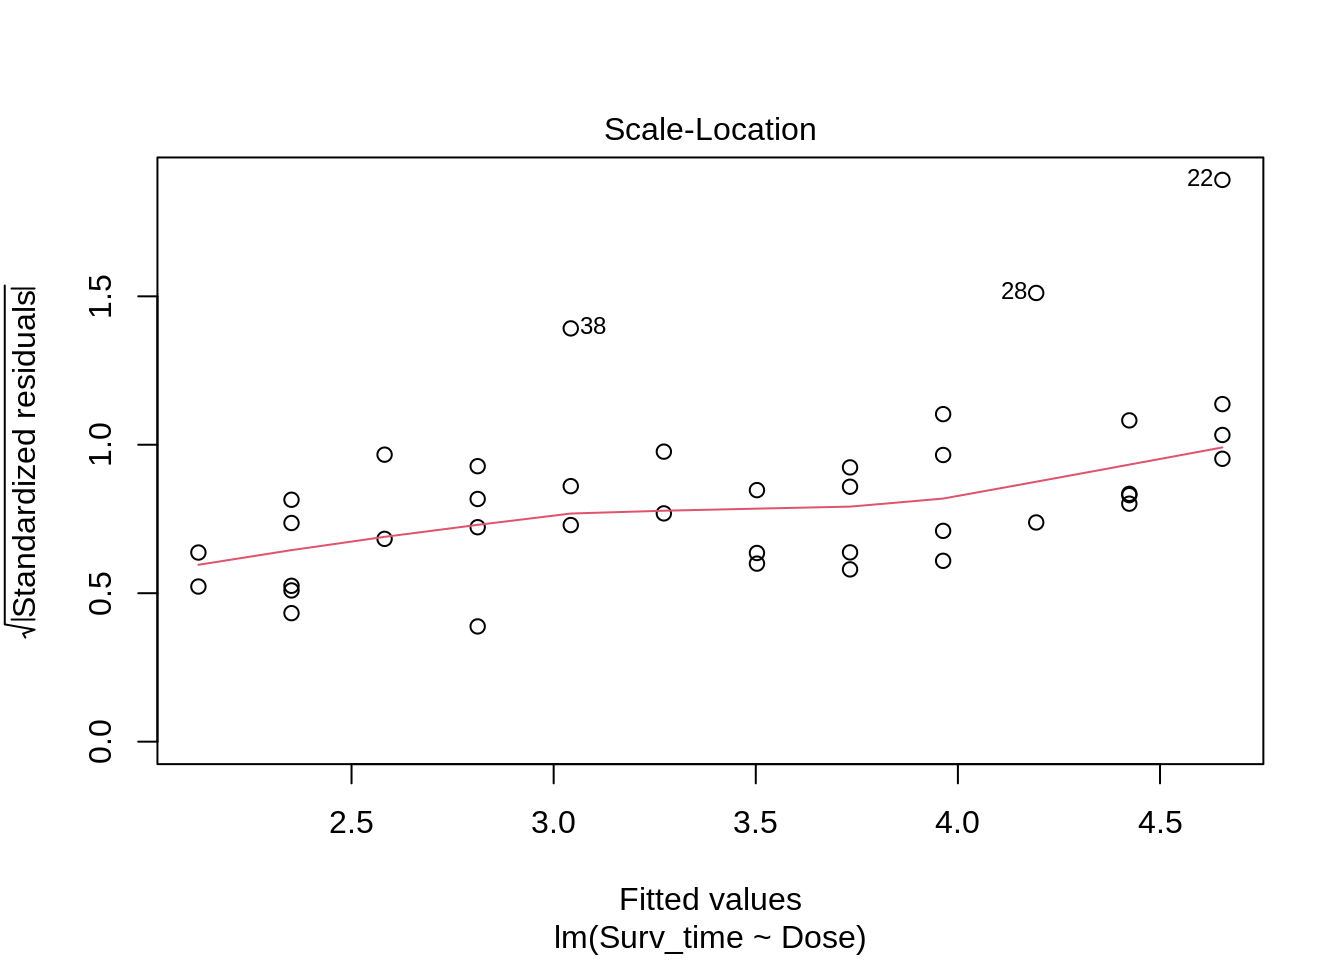 Scale-Location
√|Standardized residuals|
1.5
1.0
0.5
0.0
22
28
38
2.5 3.0 3.5 4.0 4.5
Fitted values
lm(Surv_time ~ Dose)